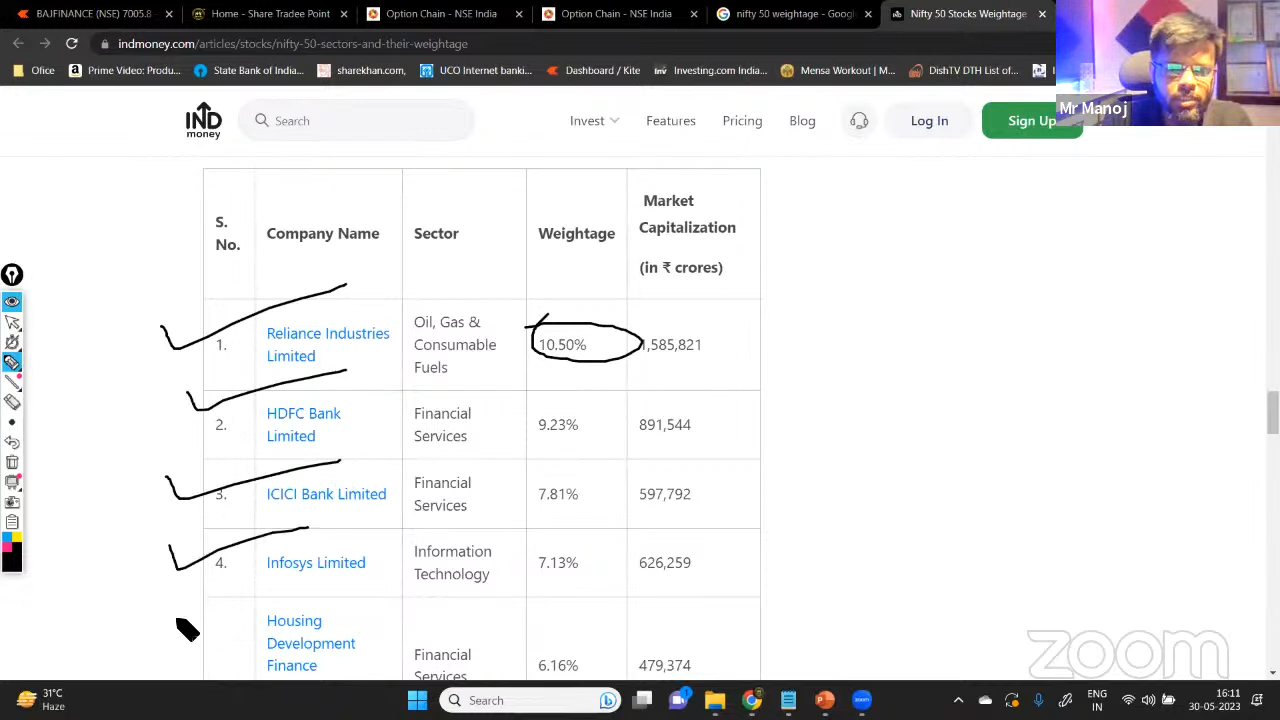 BAJFINANCE (NSE) 7005.8
Home - Share Tradee Point
Option Chain - NSE India
Option Chain - NSE India
nifty 50 weightage - Googl
Nifty 50 Stocks Weightage
indmoney.com/articles/stocks/nifty-50-sectors-and-their-weightage
Ofice
Prime Video: Produ...
State Bank of India...
sharekhan.com...
UCO Internet banki...
Dashboard / Kite
inv Investing.com India...
Mensa Workout | M...
DishTV DTH List of...
Mr Manoj
IND
money
Search
Invest
Features
Pricing
Blog
Log In
Sign Up
S. No.
Company Name
Sector
Weightage
Market
Capitalization
(in ₹ crores)
1.
Reliance Industries
Limited
Oil, Gas &
Consumable
Fuels
10.50%
1,585,821
2.
HDFC Bank
Limited
Financial
Services
9.23%
891,544
3.
ICICI Bank Limited
Financial
Services
7.81%
597,792
4.
Infosys Limited
Information
Technology
7.13%
626,259
Housing
Development
Finance
Financial
Services
6.16%
479,374
zoom
31°C
Haze
Search
1
zoom
ENG
IN
16:11
30-05-2023